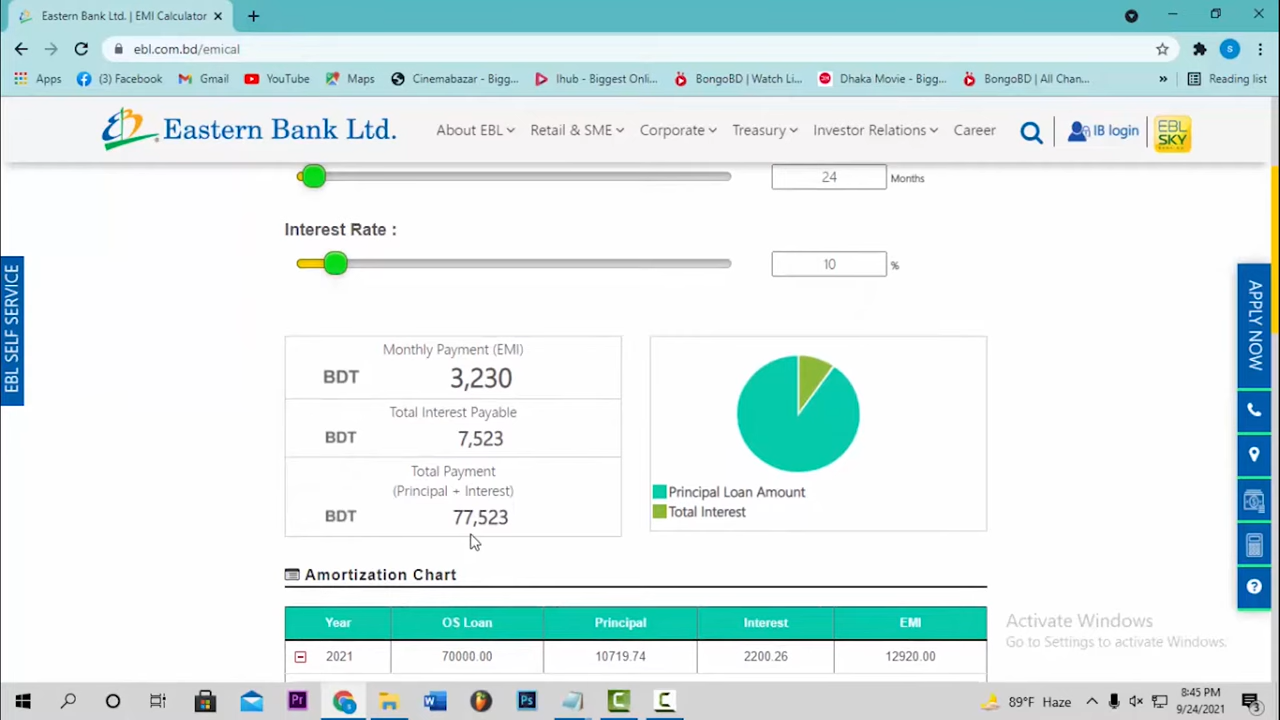 Eastern Bank Ltd. | EMI Calculator
ebl.com.bd/emical
S
Apps
(3) Facebook
Gmail
YouTube
Maps
Cinemabazar - Bigg...
Ihub - Biggest Onli...
BongoBD | Watch Li...
Dhaka Movie - Bigg...
BongoBD | All Chan...
»
Reading list
Eastern Bank Ltd.
About EBL
Retail & SME
Corporate
Treasury
Investor Relations
Career
IB login
EBL
SKY
24
Months
Interest Rate :
10
%
EBL SELF SERVICE
APPLY NOW
Monthly Payment (EMI)
BDT 3,230
Total Interest Payable
BDT 7,523
Total Payment
(Principal + Interest)
BDT 77,523
Principal Loan Amount
Total Interest
Amortization Chart
Year OS Loan Principal Interest EMI
2021 70000.00 10719.74 2200.26 12920.00
Activate Windows
Go to Settings to activate Windows.
Pr
W
Ps
C
C
89°F Haze
8:45 PM
9/24/2021
3